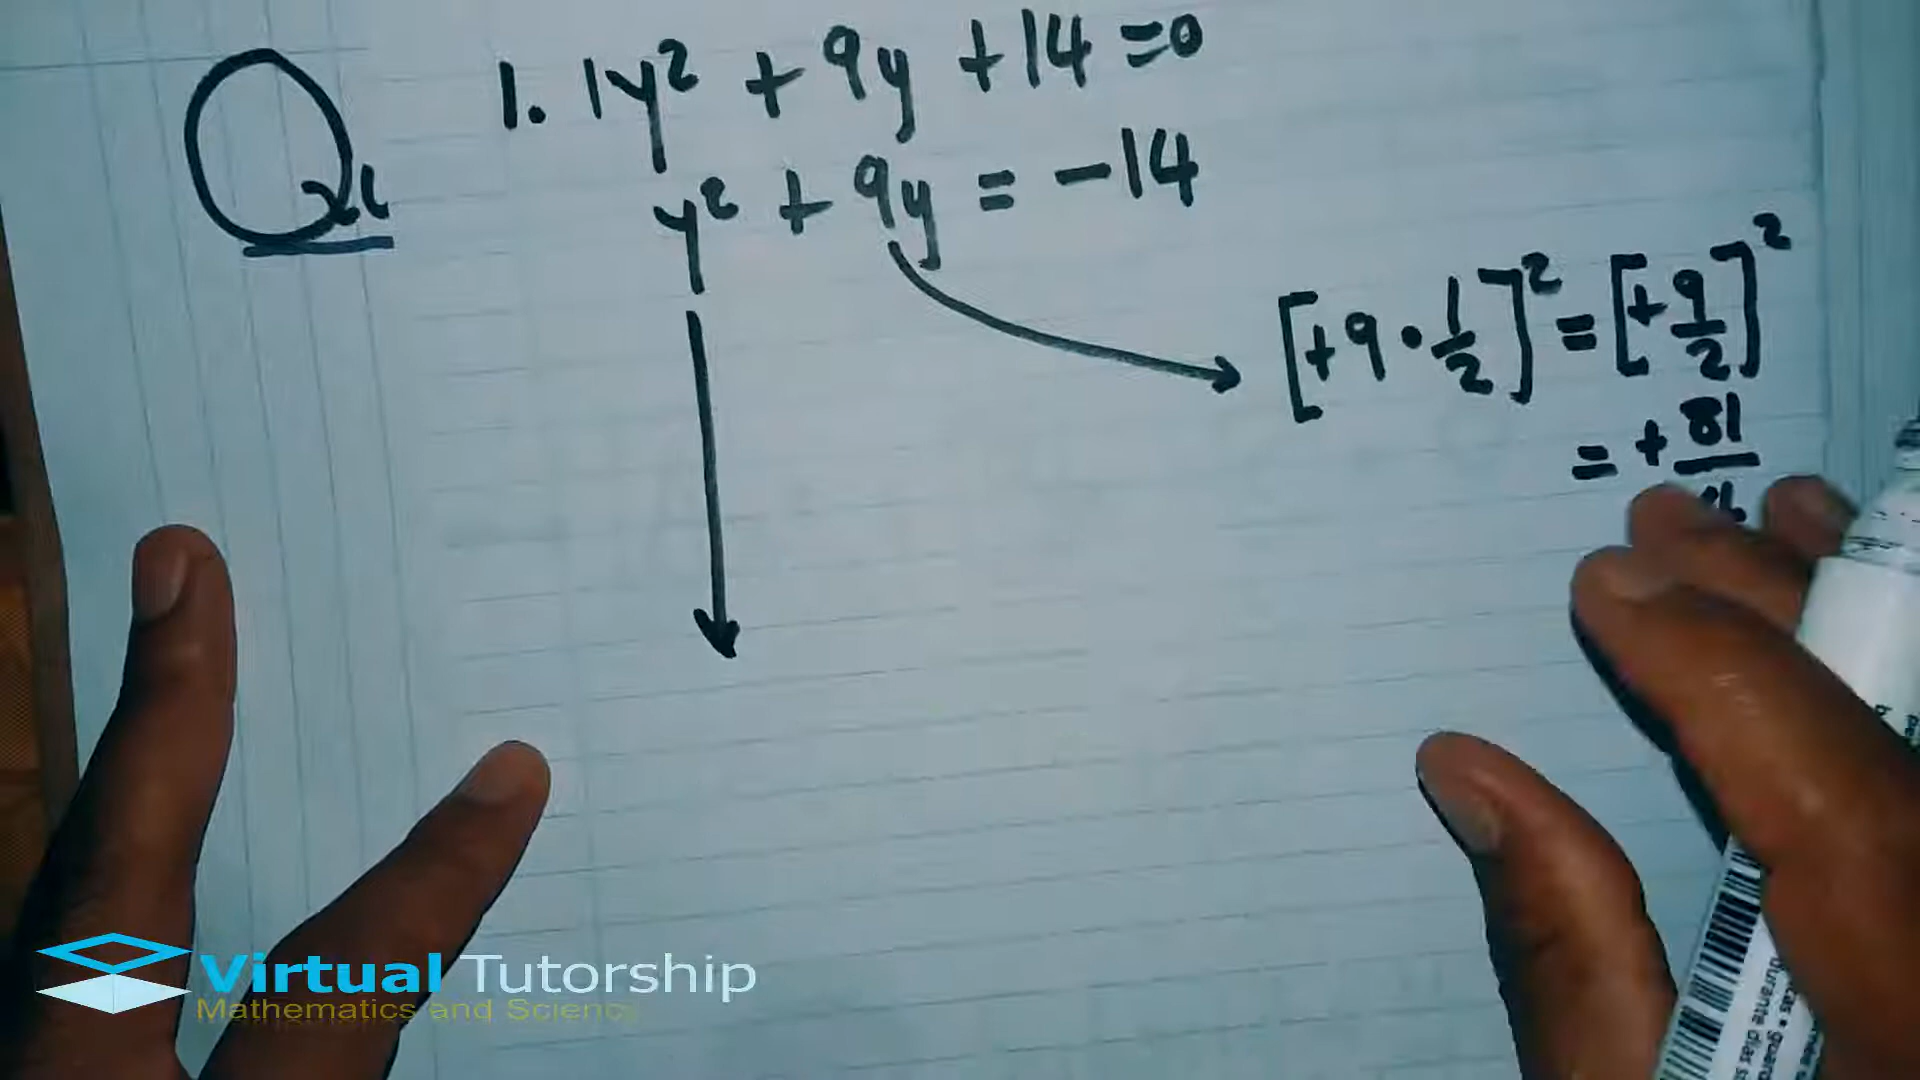 Qu
1. 1y² + 9y + 14 = 0
y² + 9y = -14
[+9 · 1/2]² = [+9/2]²
= + 81
Virtual Tutorship
Mathematics and Science